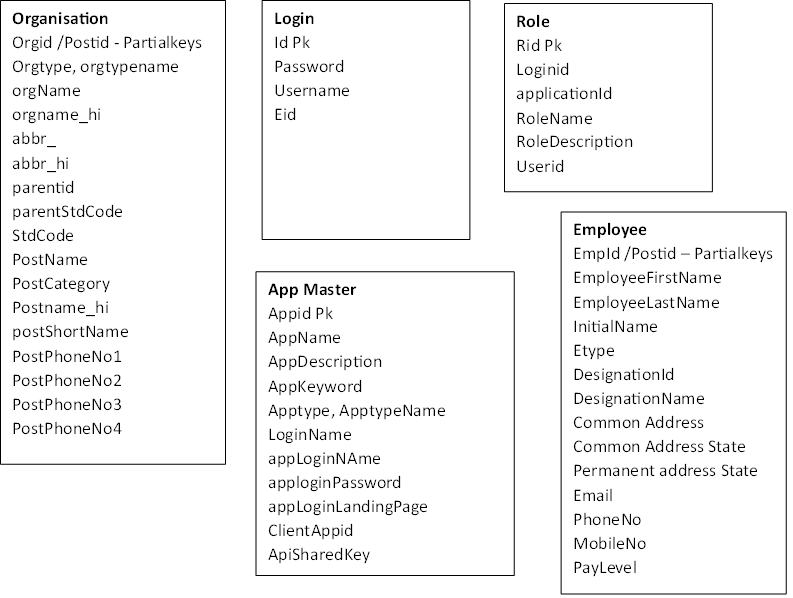 Organisation
Orgid /Postid - Partialkeys
Orgtype, orgtypename
orgName
orgname_hi
abbr_
abbr_hi
parentid
parentStdCode
StdCode
PostName
PostCategory
Postname_hi
postShortName
PostPhoneNo1
PostPhoneNo2
PostPhoneNo3
PostPhoneNo4
Login
Id Pk
Password
Username
Eid
Role
Rid Pk
Loginid
applicationId
RoleName
RoleDescription
Userid
App Master
Appid Pk
AppName
AppDescription
AppKeyword
Apptype, ApptypeName
LoginName
appLoginNAme
apploginPassword
appLoginLandingPage
ClientAppid
ApiSharedKey
Employee
EmpId /Postid – Partialkeys
EmployeeFirstName
EmployeeLastName
InitialName
Etype
DesignationId
DesignationName
Common Address
Common Address State
Permanent address State
Email
PhoneNo
MobileNo
PayLevel